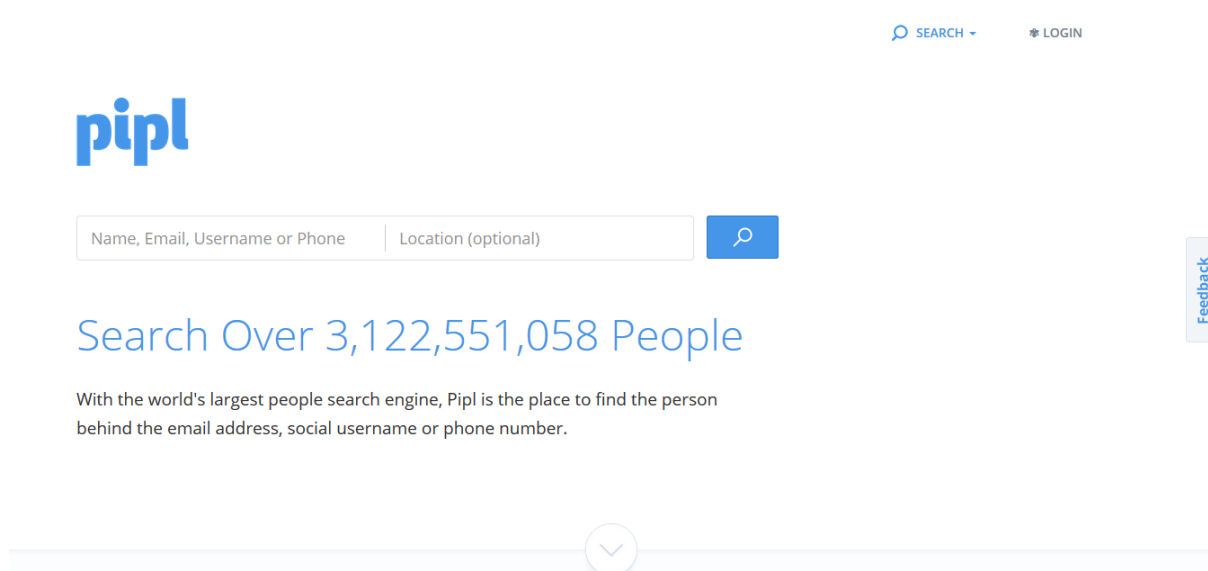 SEARCH
LOGIN
pipl
Name, Email, Username or Phone
Location (optional)
Search Over 3,122,551,058 People
With the world's largest people search engine, Pipl is the place to find the person
behind the email address, social username or phone number.
Feedback